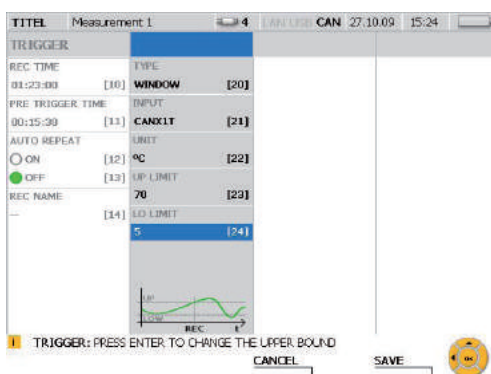 TITEL Measurement 1 4 LAN USB CAN 27.10.09 15:24
TRIGGER
REC TIME
01:23:00 [10]
PRE TRIGGER TIME
00:15:30 [11]
AUTO REPEAT
ON [12]
OFF [13]
REC NAME
-- [14]
TYPE
WINDOW [20]
INPUT
CANX1T [21]
UNIT
ºC [22]
UP LIMIT
70 [23]
LO LIMIT
5 [24]
UP
LOW
REC t
! TRIGGER: PRESS ENTER TO CHANGE THE UPPER BOUND
CANCEL SAVE
OK